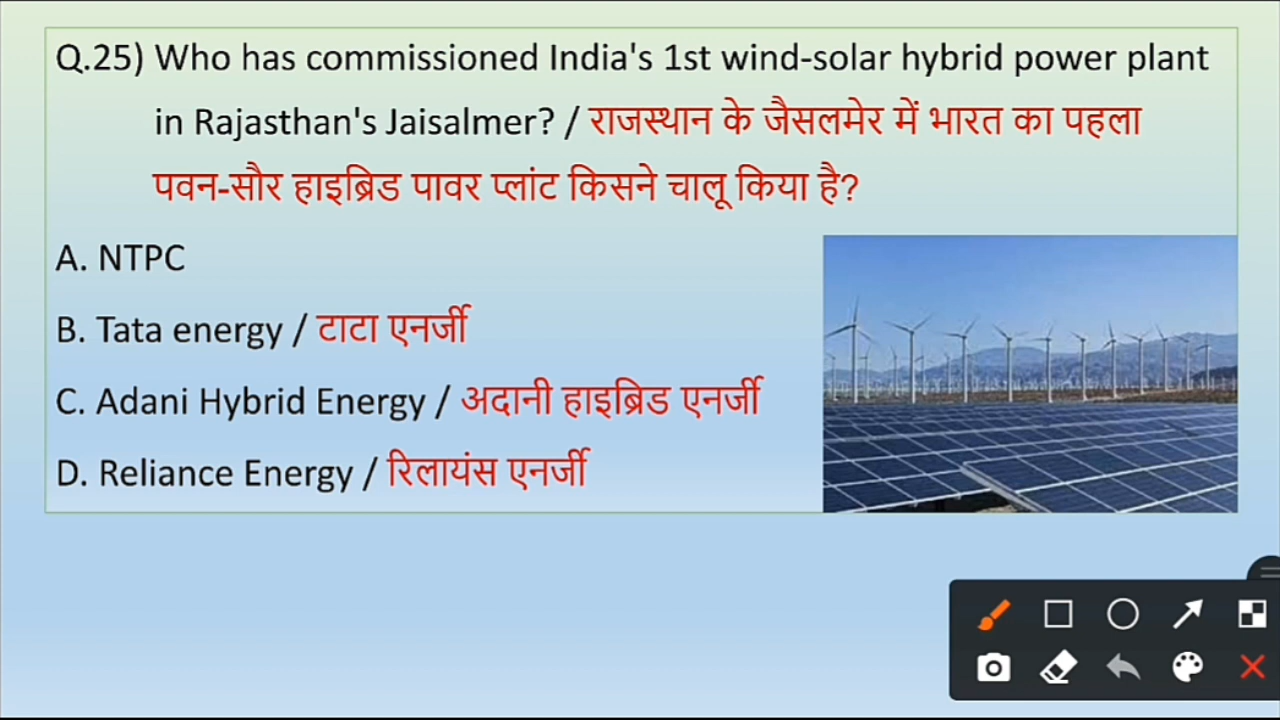 Q.25) Who has commissioned India's 1st wind-solar hybrid power plant
in Rajasthan's Jaisalmer? / राजस्थान के जैसलमेर में भारत का पहला
पवन-सौर हाइब्रिड पावर प्लांट किसने चालू किया है?
A. NTPC
B. Tata energy / टाटा एनर्जी
C. Adani Hybrid Energy / अदानी हाइब्रिड एनर्जी
D. Reliance Energy / रिलायंस एनर्जी